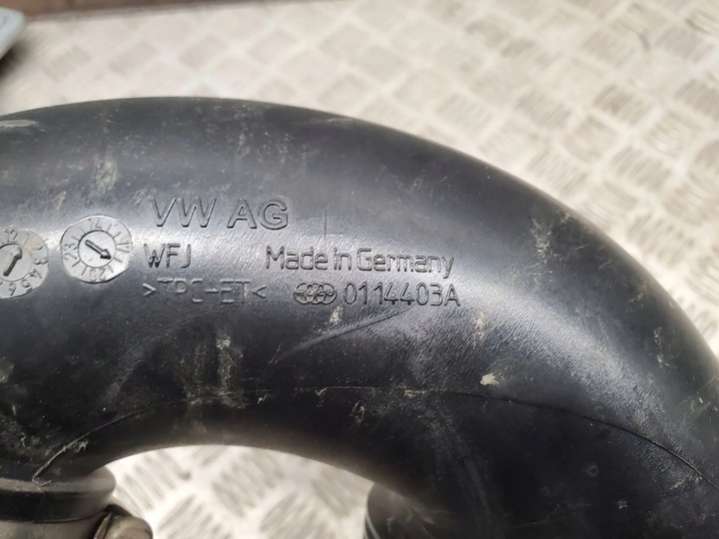 VW AG
WFJ Made in Germany
>TPC-ET< 0114403A